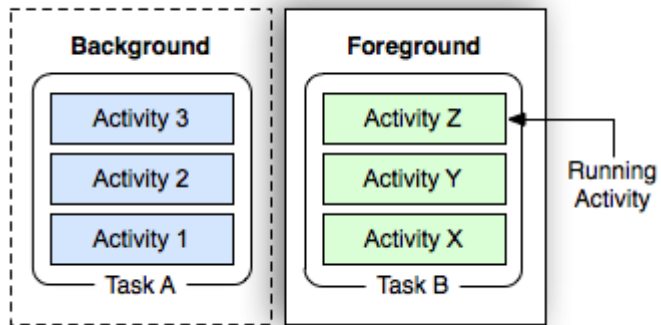 Background
Activity 3
Activity 2
Activity 1
Task A
Foreground
Activity Z
Activity Y
Activity X
Task B
Running
Activity